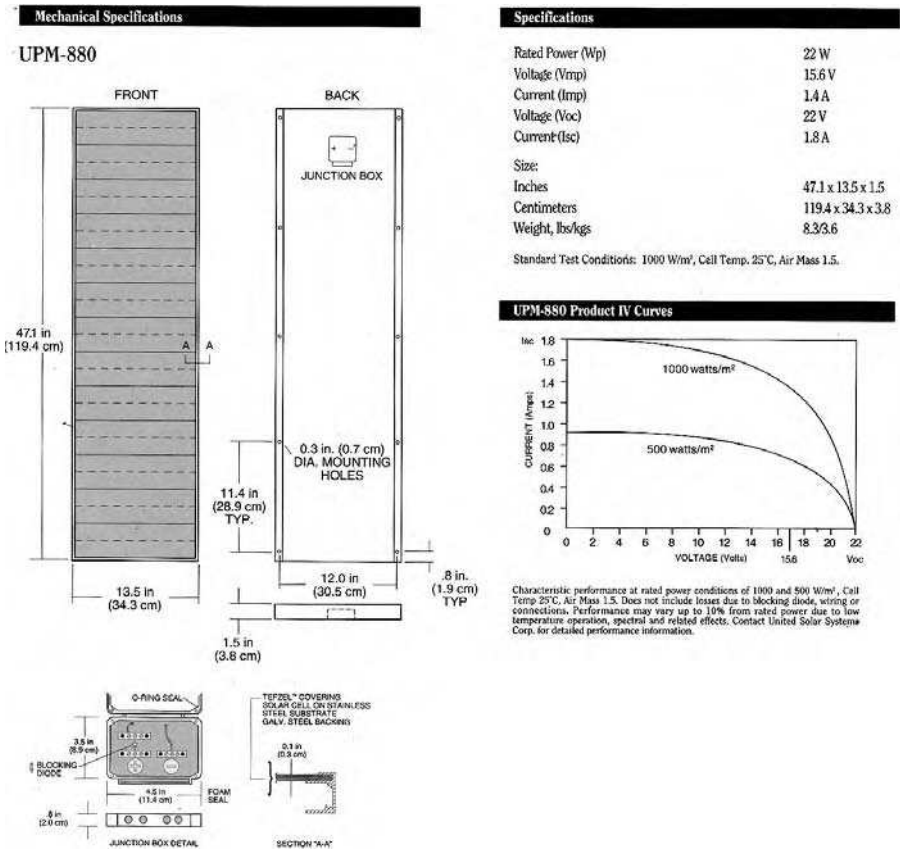 Mechanical Specifications
UPM-880
FRONT
BACK
JUNCTION BOX
47.1 in
(119.4 cm)
A A
0.3 in. (0.7 cm)
DIA. MOUNTING
HOLES
11.4 in
(28.9 cm)
TYP.
13.5 in
(34.3 cm)
12.0 in
(30.5 cm)
.8 in.
(1.9 cm)
TYP
1.5 in
(3.8 cm)
O-RING SEAL
3.5 in
(8.9 cm)
BLOCKING
DIODE
4.5 in
(11.4 cm)
FOAM
SEAL
.8 in
(2.0 cm)
JUNCTION BOX DETAIL
TEFZEL™ COVERING
SOLAR CELL ON STAINLESS
STEEL SUBSTRATE
GALV. STEEL BACKING
0.1 in
(0.3 cm)
SECTION "A-A"
Specifications
Rated Power (Wp) 22 W
Voltage (Vmp) 15.6 V
Current (Imp) 1.4 A
Voltage (Voc) 22 V
Current (Isc) 1.8 A
Size:
Inches 47.1 x 13.5 x 1.5
Centimeters 119.4 x 34.3 x 3.8
Weight, lbs/kgs 8.3/3.6
Standard Test Conditions: 1000 W/m², Cell Temp. 25°C, Air Mass 1.5.
UPM-880 Product IV Curves
1.8
1.6
1.4
1.2
1.0
0.8
0.6
0.4
0.2
0
CURRENT (Amps)
1000 watts/m²
500 watts/m²
0 2 4 6 8 10 12 14 16 18 20 22
VOLTAGE (Volts) 15.6 Voc
Characteristic performance at rated power conditions of 1000 and 500 W/m², Cell
Temp 25°C, Air Mass 1.5. Does not include losses due to blocking diode, wiring or
connections. Performance may vary up to 10% from rated power due to low
temperature operation, spectral and related effects. Contact United Solar Systems
Corp. for detailed performance information.